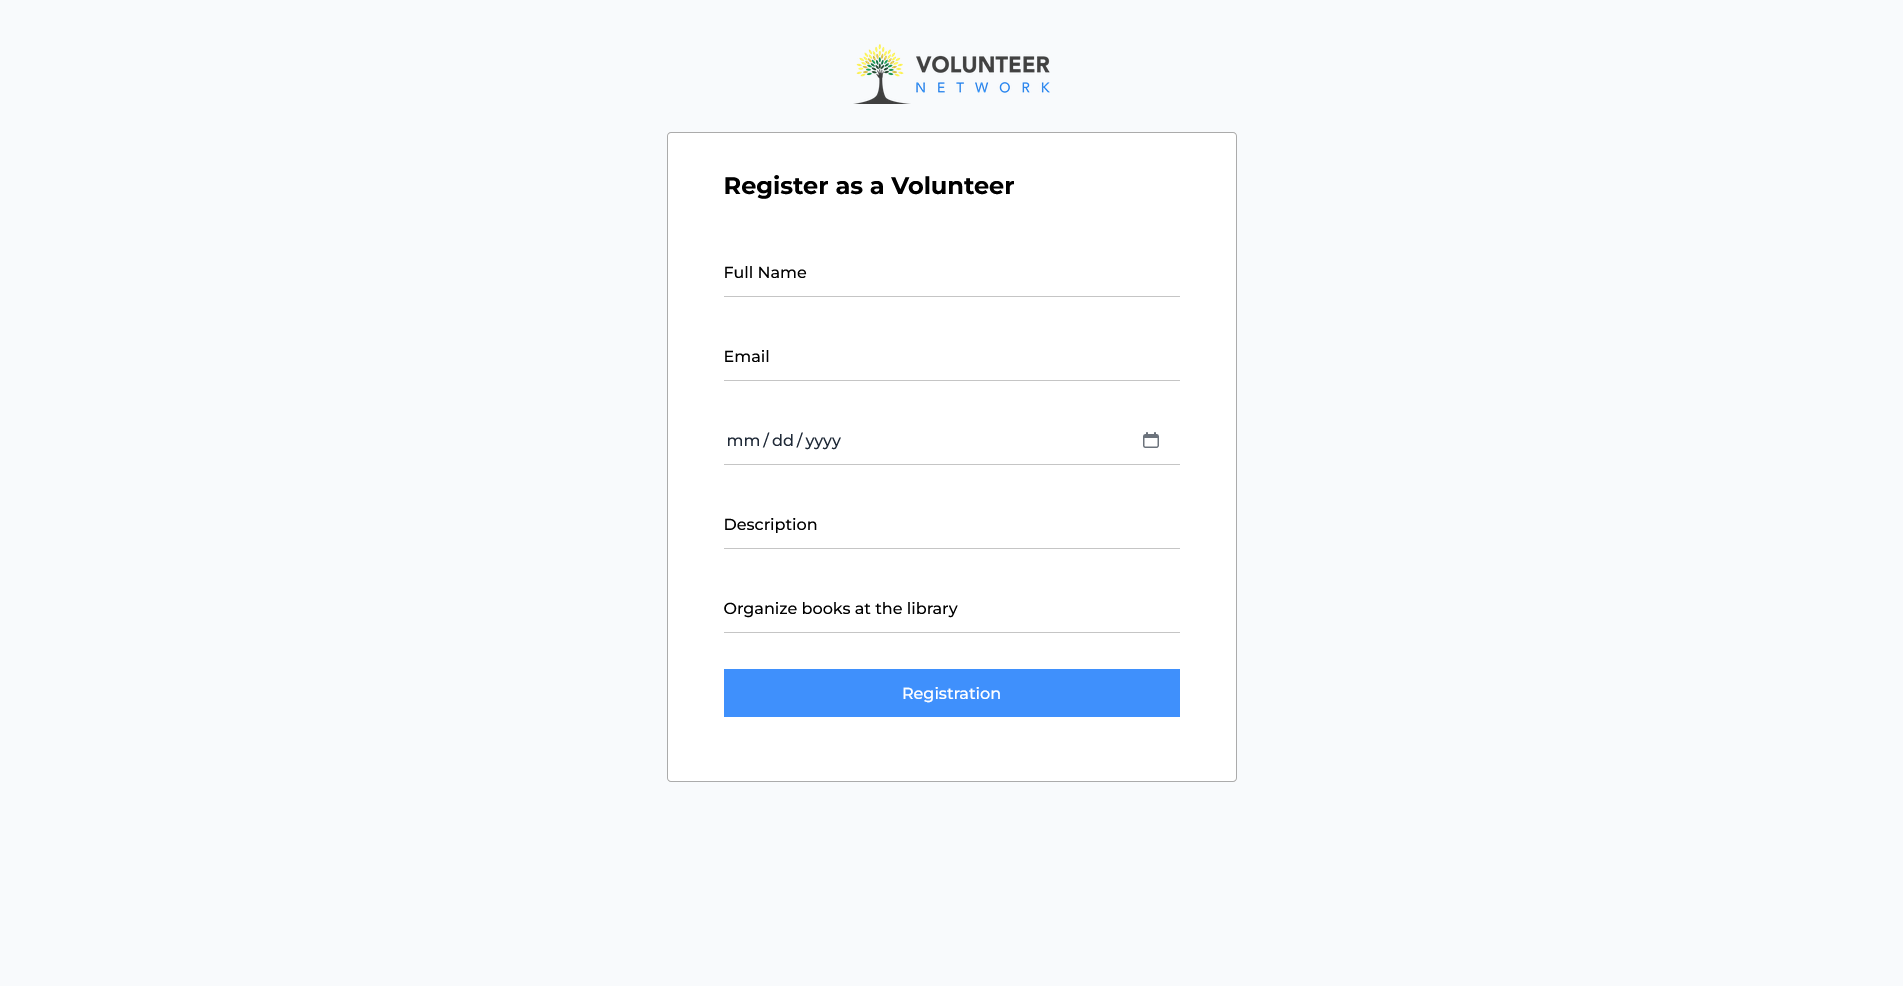 VOLUNTEER
NETWORK
Register as a Volunteer
Full Name
Email
mm/dd/yyyy
Description
Organize books at the library
Registration